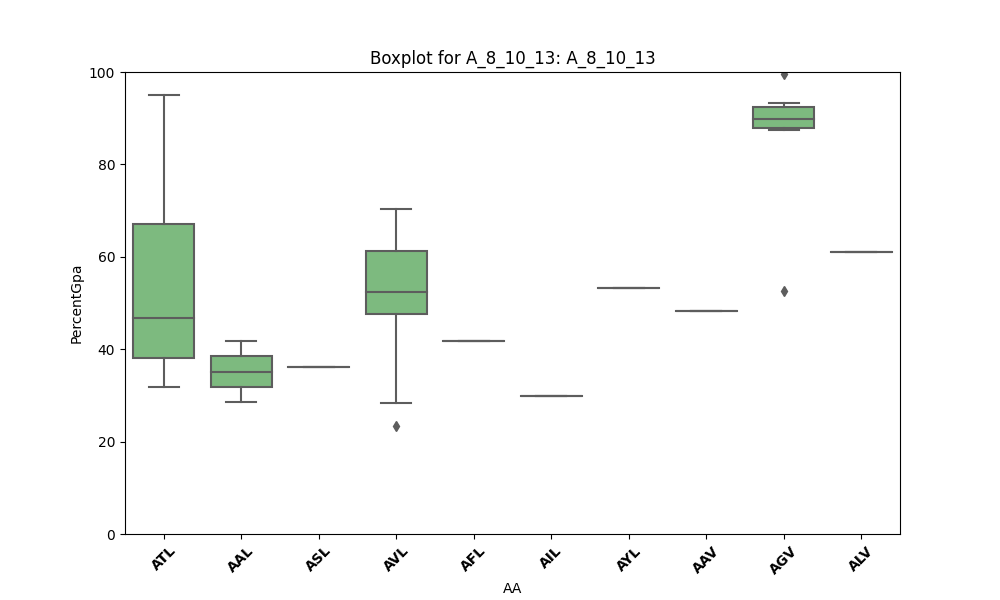 Boxplot for A_8_10_13: A_8_10_13
100
80
60
40
20
0
PercentGpa
ATL AAL ASL AVL AFL AIL AYL AAV AGV ALV
AA